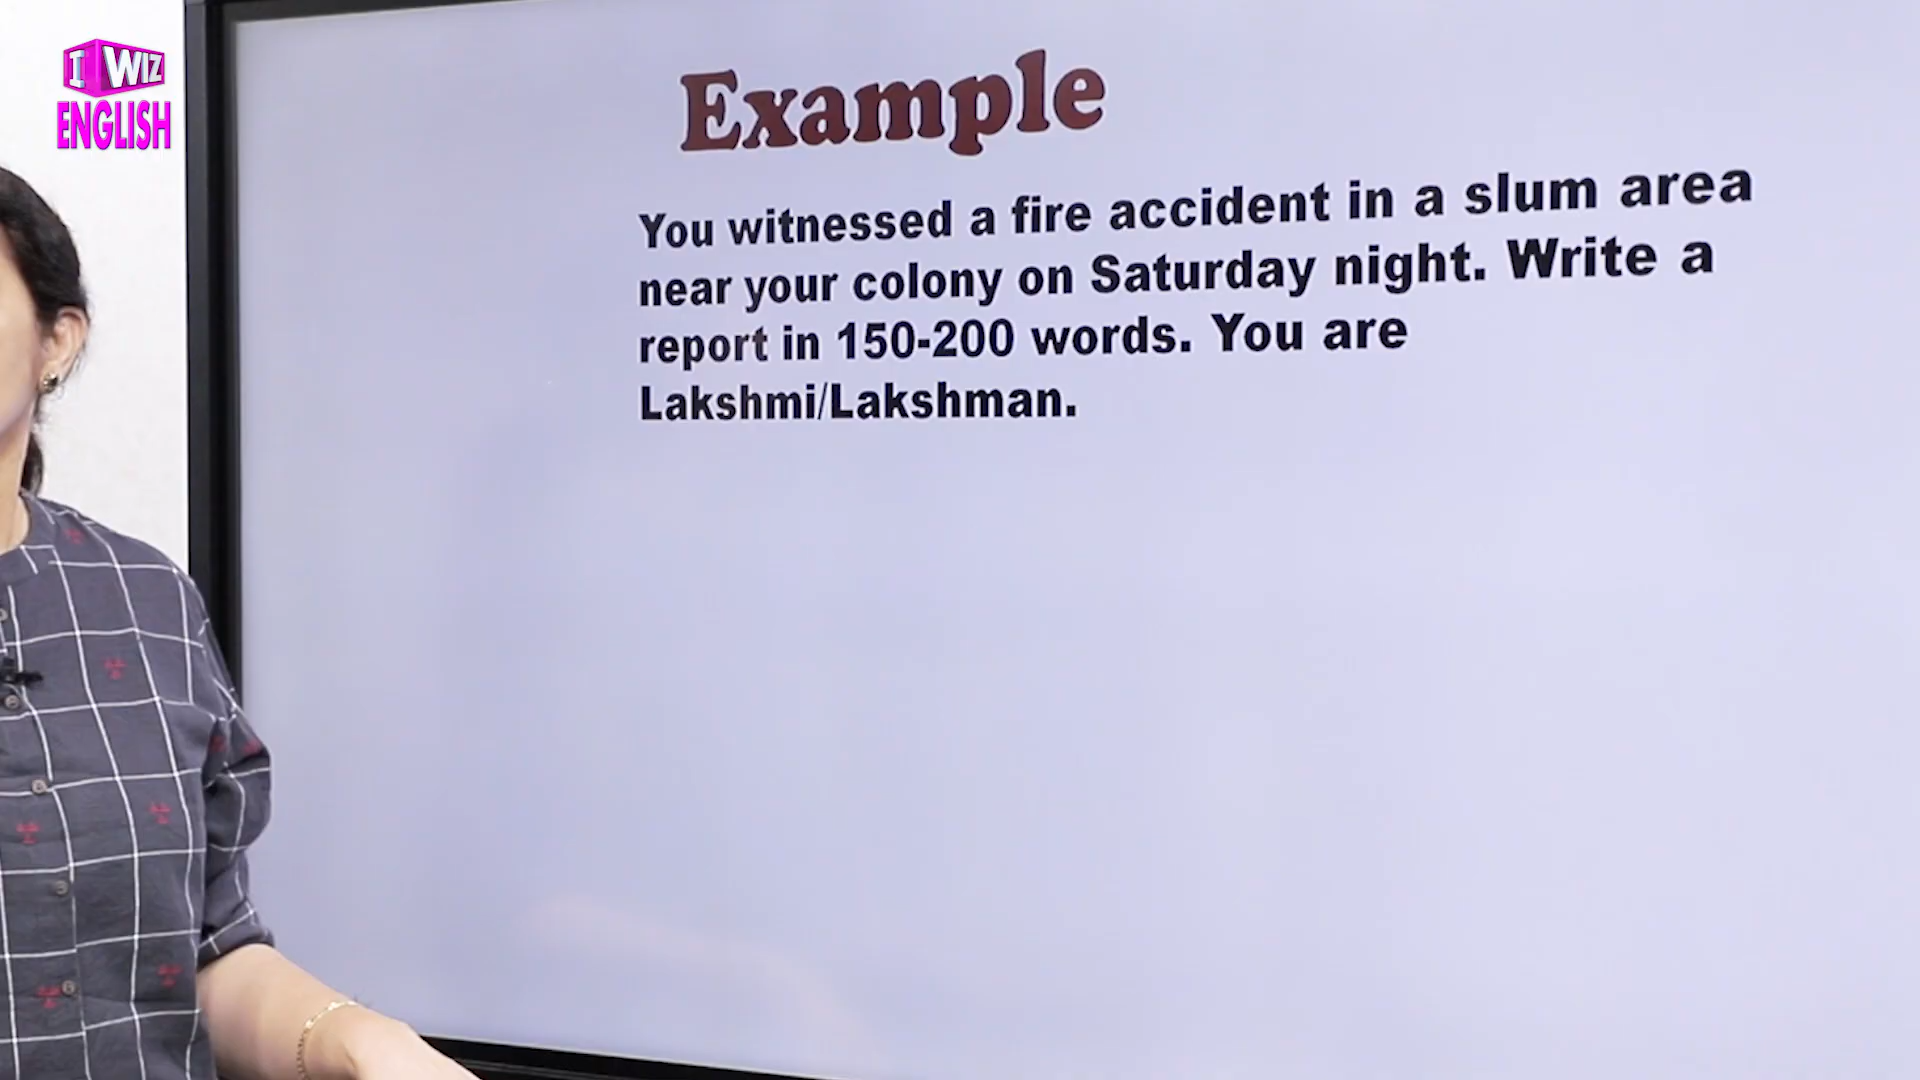 I WIZ
ENGLISH
Example
You witnessed a fire accident in a slum area
near your colony on Saturday night. Write a
report in 150-200 words. You are
Lakshmi/Lakshman.